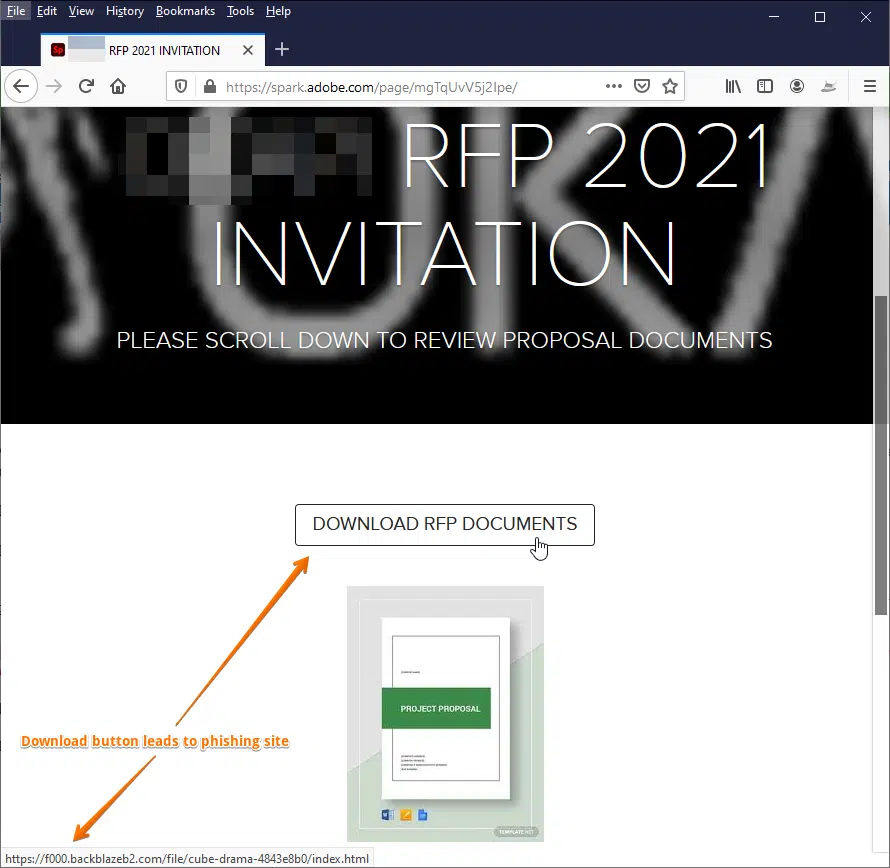 File Edit View History Bookmarks Tools Help
Sp RFP 2021 INVITATION
https://spark.adobe.com/page/mgTqUvV5j2Ipe/
RFP 2021
INVITATION
PLEASE SCROLL DOWN TO REVIEW PROPOSAL DOCUMENTS
DOWNLOAD RFP DOCUMENTS
PROJECT PROPOSAL
TEMPLATE.NET
Download button leads to phishing site
https://f000.backblazeb2.com/file/cube-drama-4843e8b0/index.html